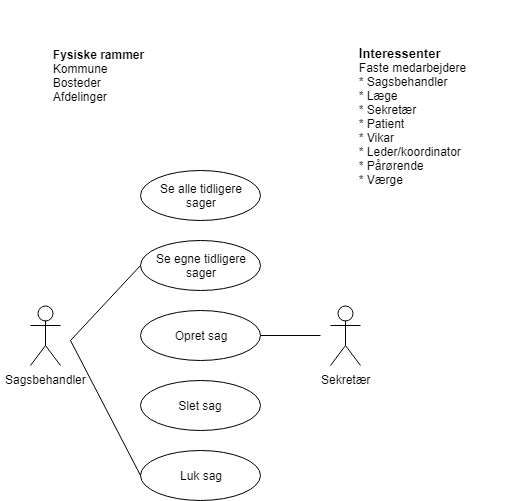 Fysiske rammer
Kommune
Bosteder
Afdelinger
Interessenter
Faste medarbejdere
* Sagsbehandler
* Læge
* Sekretær
* Patient
* Vikar
* Leder/koordinator
* Pårørende
* Værge
Se alle tidligere
sager
Se egne tidligere
sager
Opret sag
Sagsbehandler
Sekretær
Slet sag
Luk sag